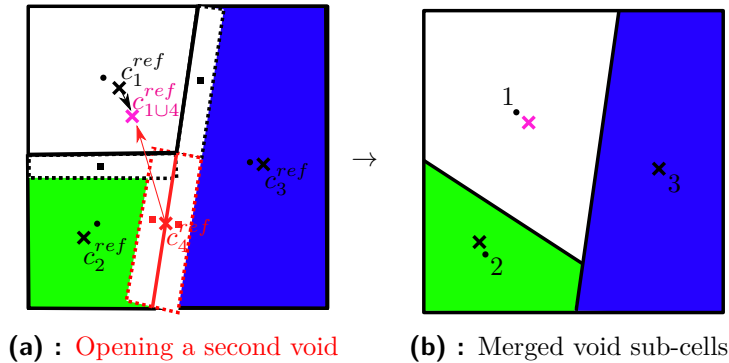 c_1^{ref}
c_{1∪4}^{ref}
c_3^{ref}
c_2^{ref}
c_4^{ref}
→
1
2
3
(a) : Opening a second void
(b) : Merged void sub-cells